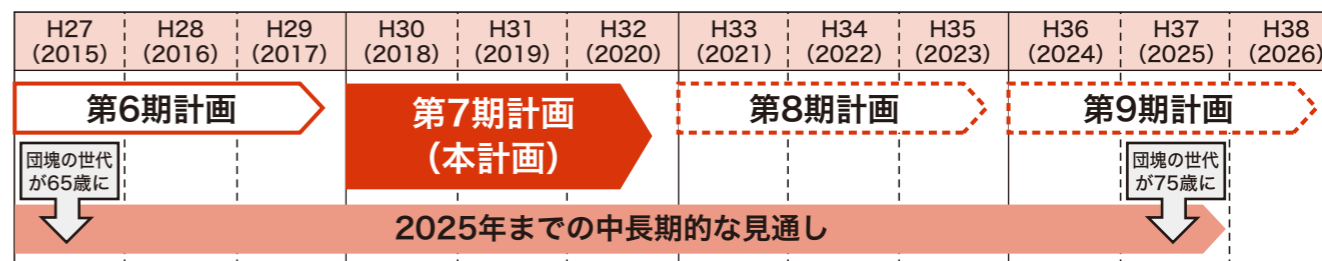 H27 H28 H29 H30 H31 H32 H33 H34 H35 H36 H37 H38
(2015) (2016) (2017) (2018) (2019) (2020) (2021) (2022) (2023) (2024) (2025) (2026)
第6期計画
第7期計画
（本計画）
第8期計画
第9期計画
団塊の世代
が65歳に
団塊の世代
が75歳に
2025年までの中長期的な見通し